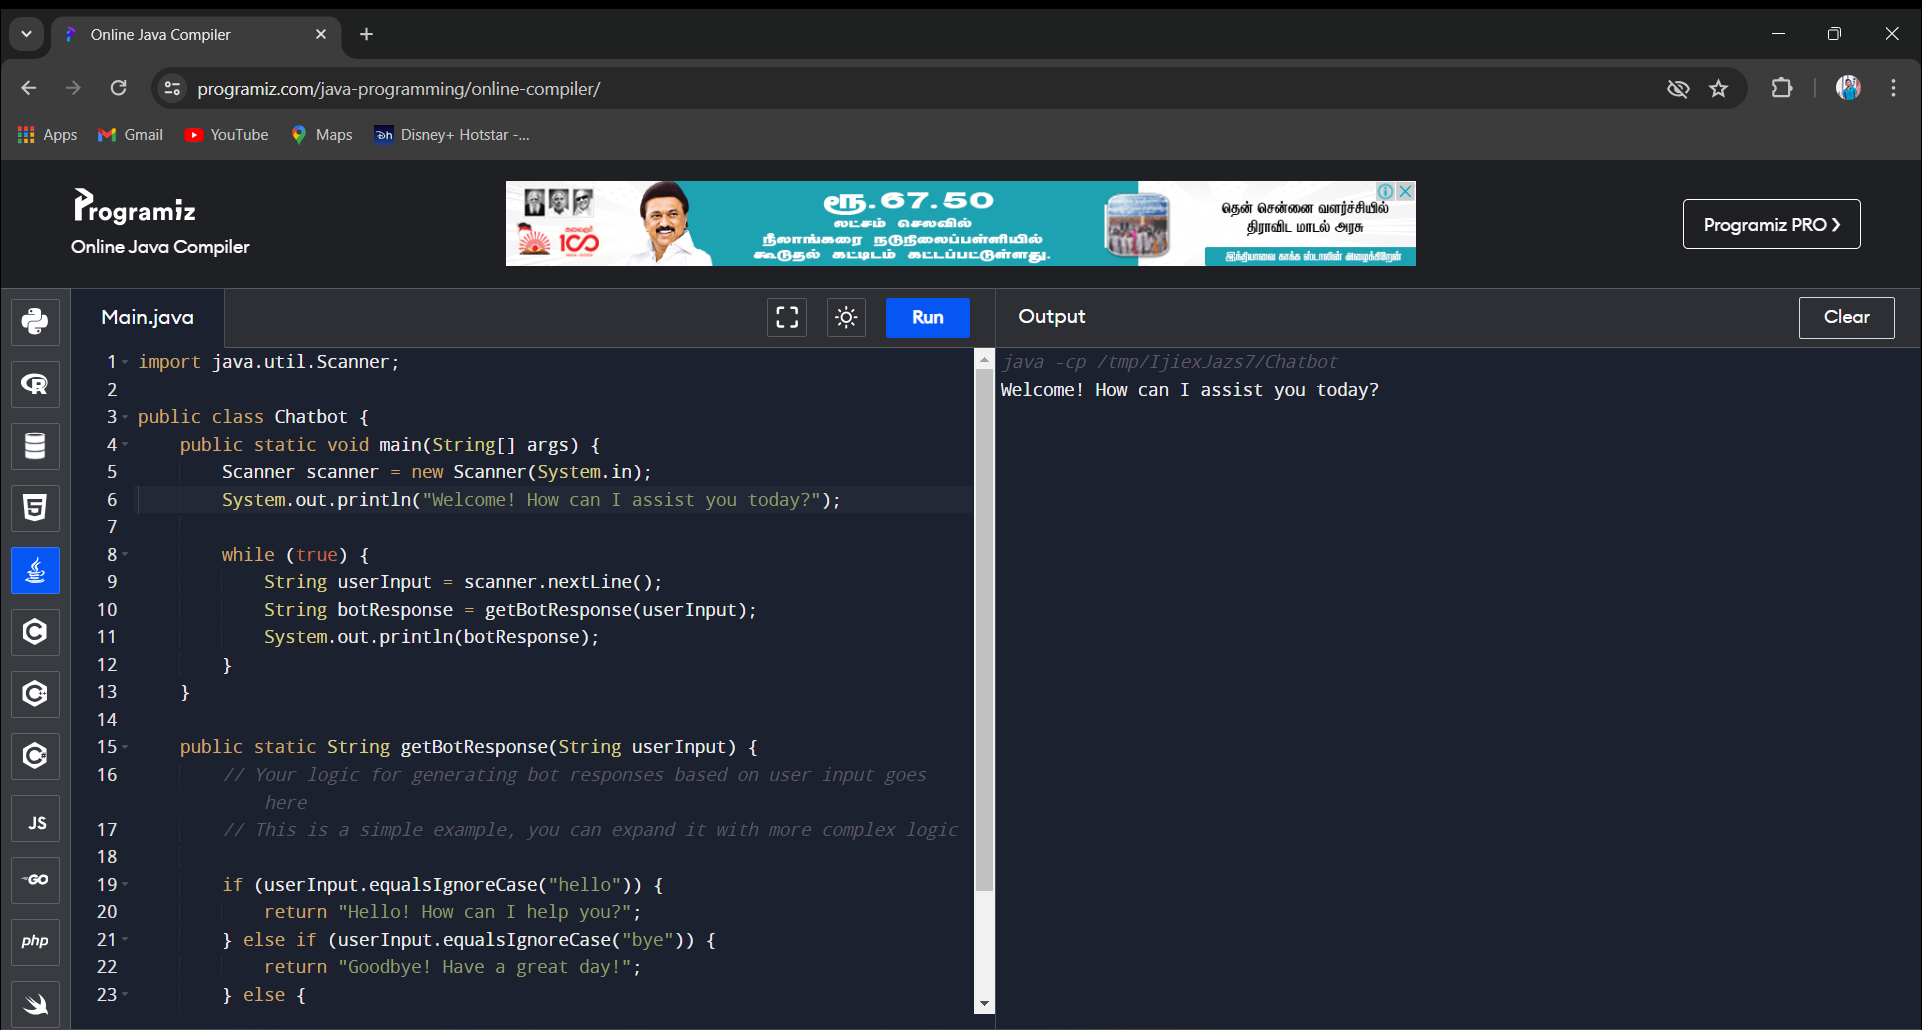 Online Java Compiler
programiz.com/java-programming/online-compiler/
Apps Gmail YouTube Maps Disney+ Hotstar -...
Programiz
Online Java Compiler
100
ரூ.67.50
லட்சம் செலவில்
நீலாங்கரை நடுநிலைப்பள்ளியில்
கூடுதல் கட்டிடம் கட்டப்பட்டுள்ளது.
தென் சென்னை வளர்ச்சியில்
திராவிட மாடல் அரசு
இந்தியாவை காக்க ஸ்டாலின் அழைக்கிறேன்
Programiz PRO ❯
Main.java
Run
Output
Clear
1 import java.util.Scanner;
2
3 public class Chatbot {
4 public static void main(String[] args) {
5 Scanner scanner = new Scanner(System.in);
6 System.out.println("Welcome! How can I assist you today?");
7
8 while (true) {
9 String userInput = scanner.nextLine();
10 String botResponse = getBotResponse(userInput);
11 System.out.println(botResponse);
12 }
13 }
14
15 public static String getBotResponse(String userInput) {
16 // Your logic for generating bot responses based on user input goes
here
17 // This is a simple example, you can expand it with more complex logic
18
19 if (userInput.equalsIgnoreCase("hello")) {
20 return "Hello! How can I help you?";
21 } else if (userInput.equalsIgnoreCase("bye")) {
22 return "Goodbye! Have a great day!";
23 } else {
java -cp /tmp/IjiexJazs7/Chatbot
Welcome! How can I assist you today?
R
5
C
C++
C#
JS
GO
php